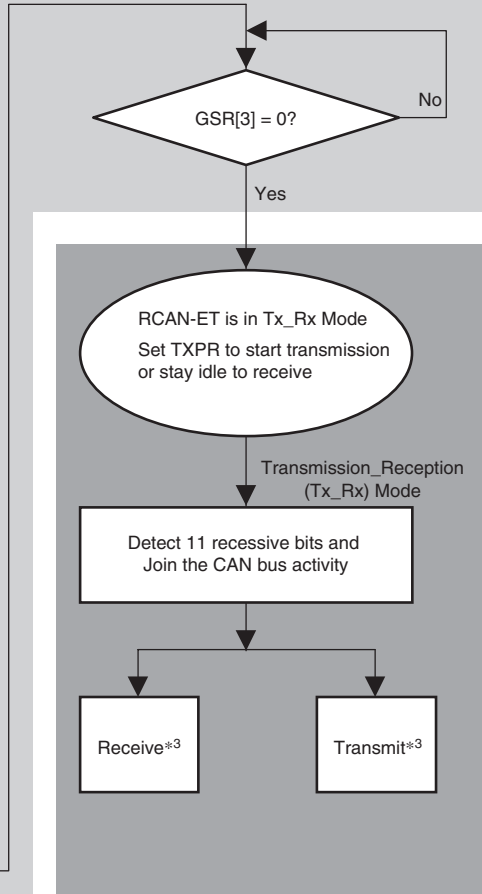 GSR[3] = 0?
No
Yes
RCAN-ET is in Tx_Rx Mode
Set TXPR to start transmission
or stay idle to receive
Transmission_Reception
(Tx_Rx) Mode
Detect 11 recessive bits and
Join the CAN bus activity
Receive*3
Transmit*3